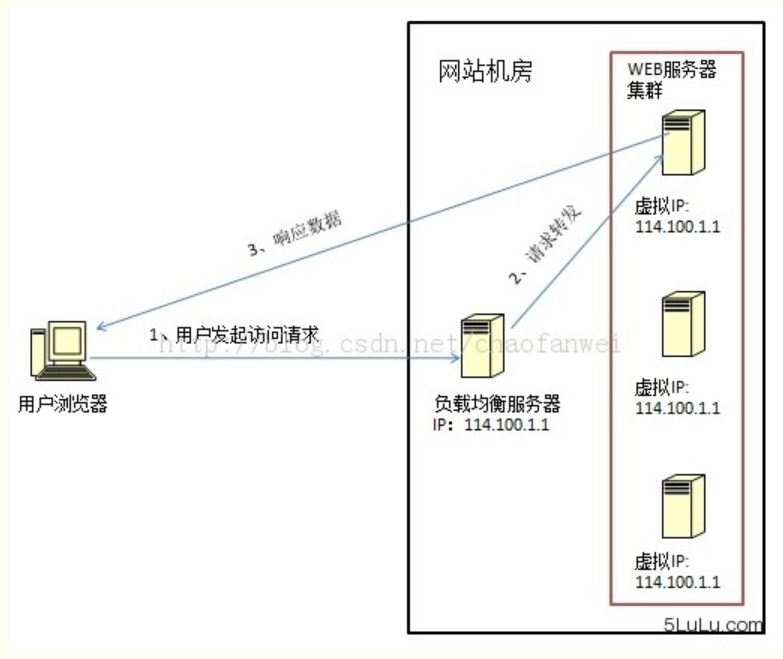 网站机房
WEB服务器
集群
虚拟IP:
114.100.1.1
3、响应数据
2、请求转发
1、用户发起访问请求
http://blog.csdn.net/chaofanwei
用户浏览器
负载均衡服务器
IP：114.100.1.1
虚拟IP:
114.100.1.1
虚拟IP:
114.100.1.1
5LuLu.com